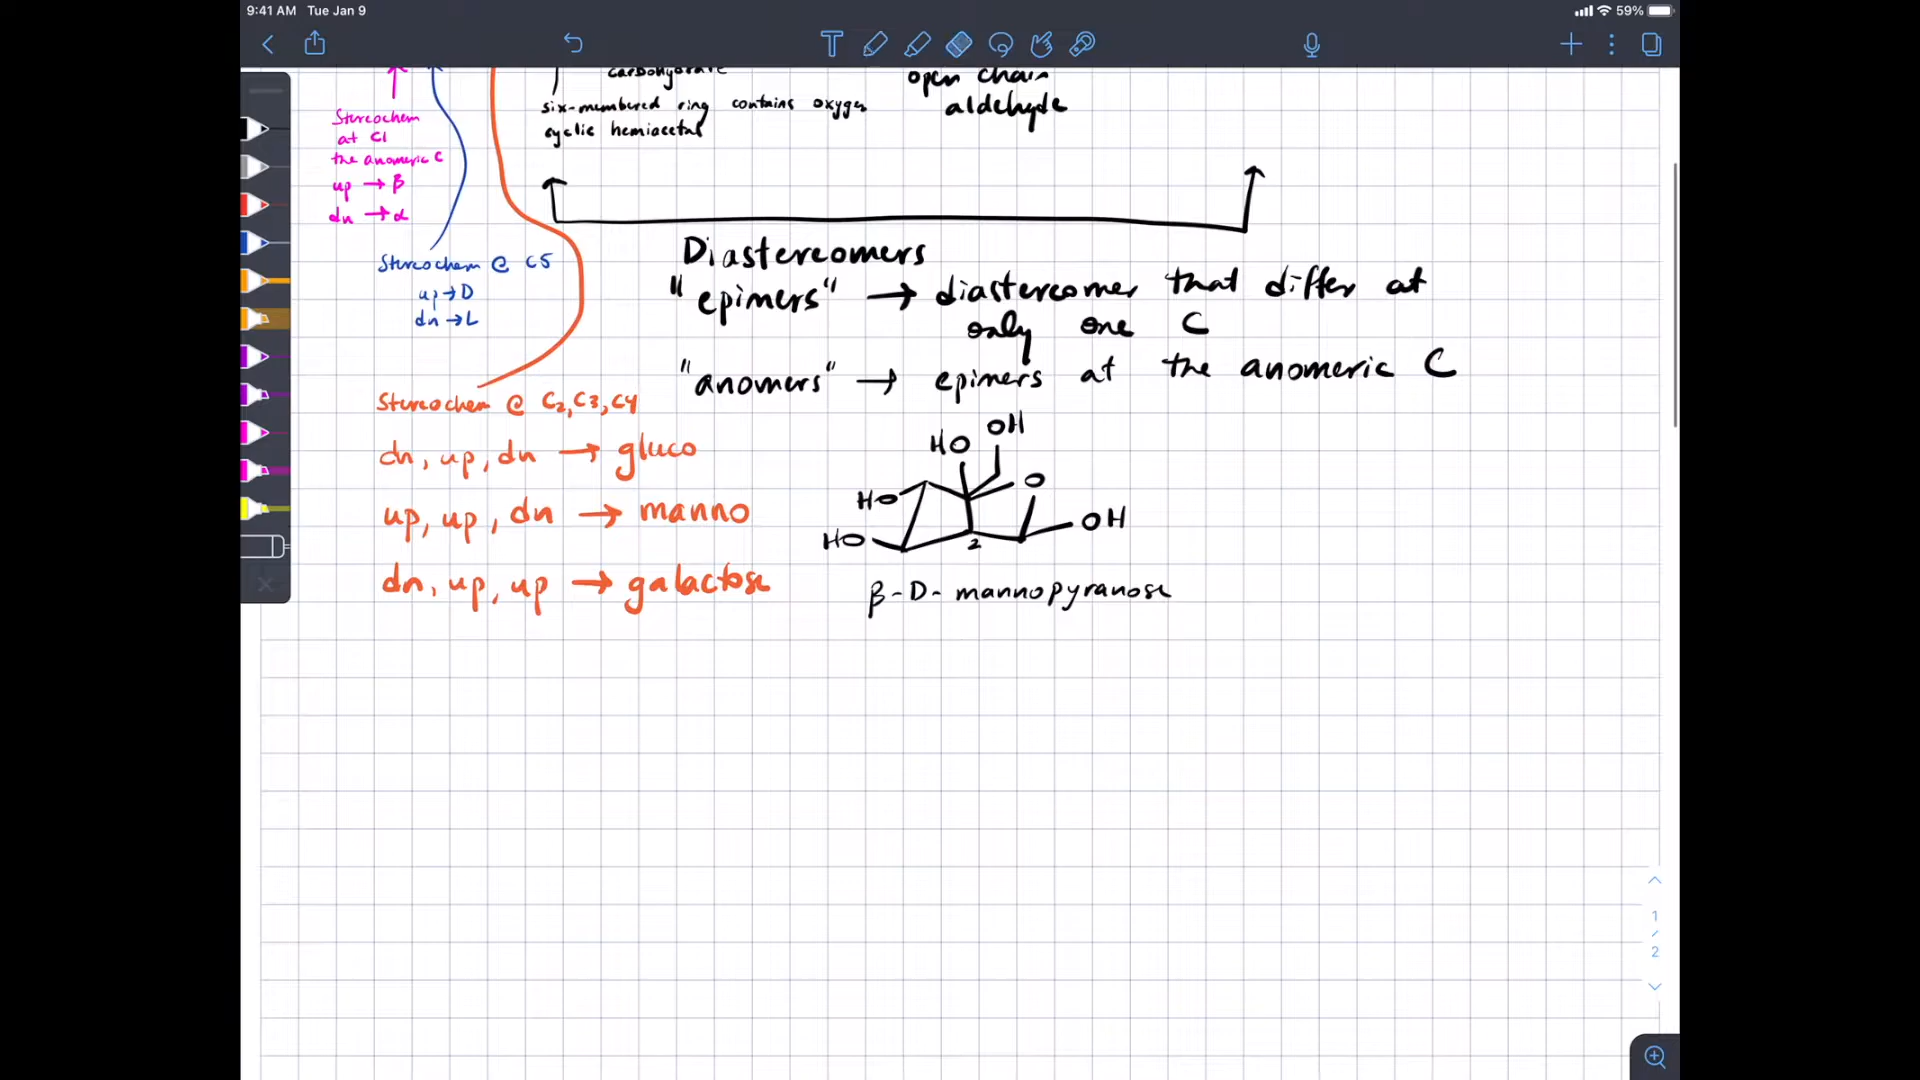 9:41 AM Tue Jan 9
59%
carbohydrate
open chain
aldehyde
six-membered ring contains oxygen
cyclic hemiacetal
Stereochem
at C1
the anomeric C
up → β
dn → α
Stereochem @ C5
up → D
dn → L
Diastereomers
"epimers" → diastereomer that differ at
only one C
"anomers" → epimers at the anomeric C
Stereochem @ C2, C3, C4
dn, up, dn → gluco
up, up, dn → manno
dn, up, up → galactose
OH
HO
O
HO
OH
HO
2
β-D-mannopyranose
1
/
2